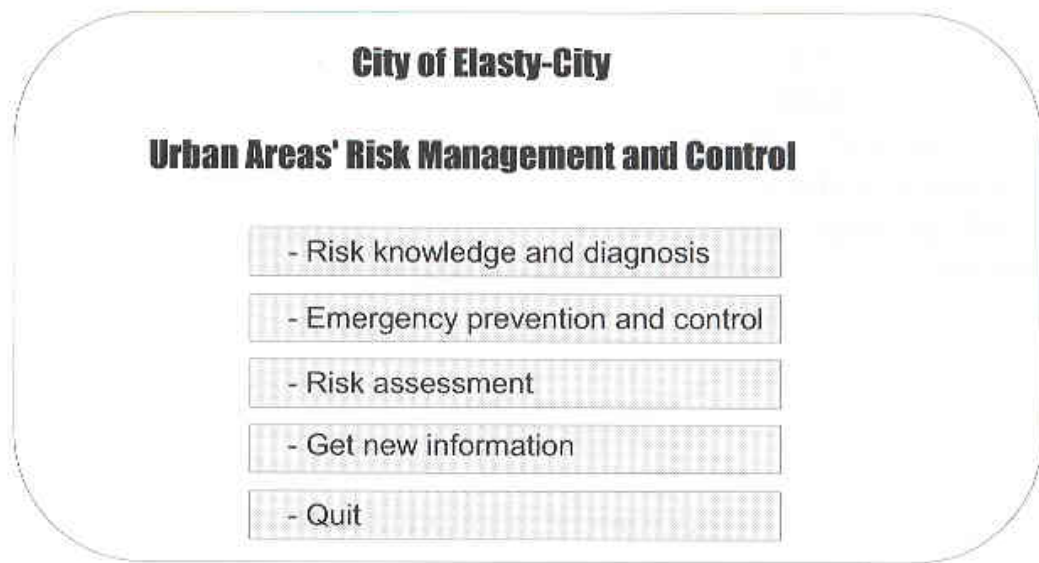 City of Elasty-City
Urban Areas' Risk Management and Control
- Risk knowledge and diagnosis
- Emergency prevention and control
- Risk assessment
- Get new information
- Quit